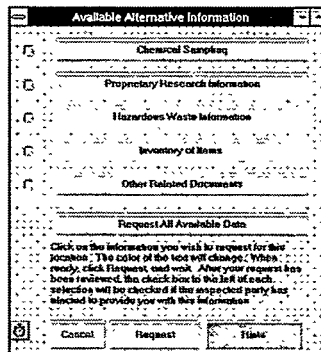 Available Alternative Information
Chemical Sampling
Proprietary Research Information
Hazardous Waste Information
Inventory of Items
Other Related Documents
Request All Available Data
Click on the information you wish to request for this
location. The color of the text will change. When
ready, click Request, and wait. After your request has
been reviewed, the check box to the left of each
selection will be checked if the inspected party has
elected to provide you with this information
Cancel Request Hints